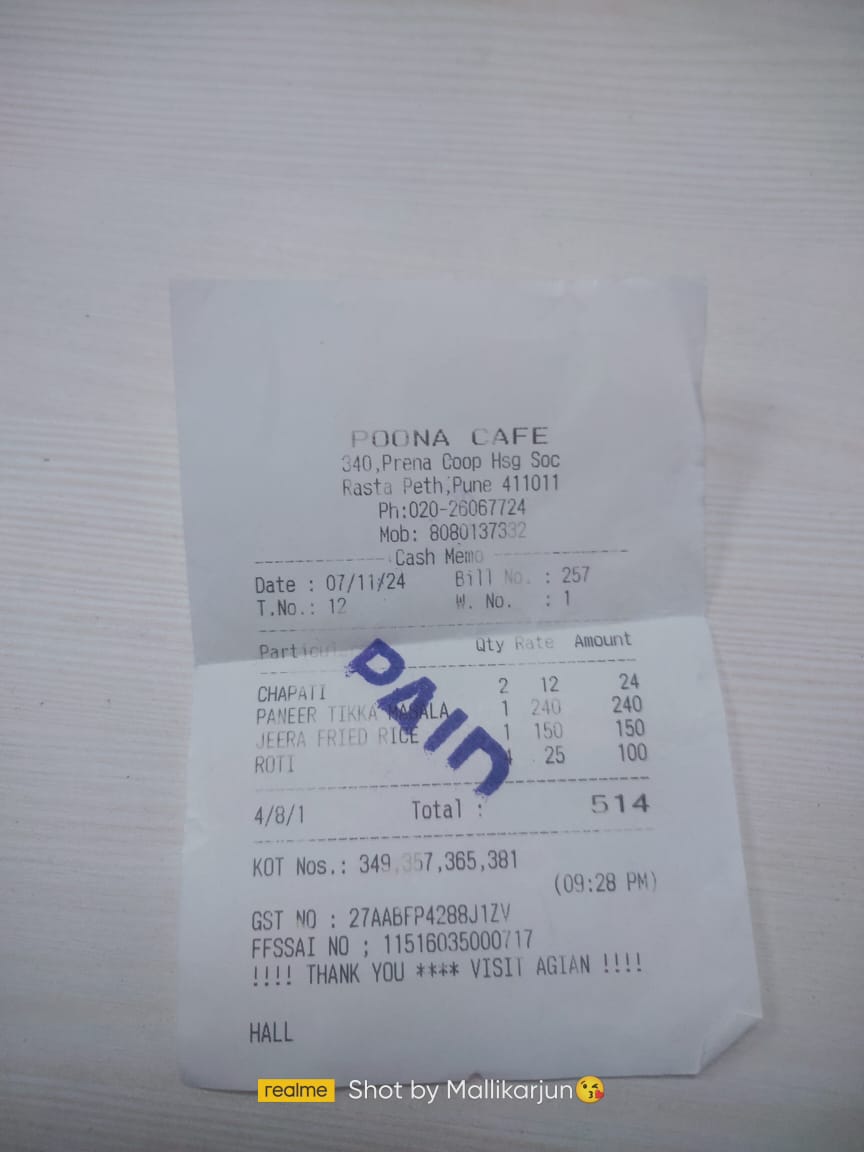 POONA CAFE
340,Prena Coop Hsg Soc
Rasta Peth,Pune 411011
Ph:020-26067724
Mob: 8080137332
Cash Memo
Date : 07/11/24 Bill No. : 257
T.No.: 12 W. No. : 1
Particular Qty Rate Amount
CHAPATI 2 12 24
PANEER TIKKA MASALA 1 240 240
JEERA FRIED RICE 1 150 150
ROTI 4 25 100
PAID
4/8/1 Total : 514
KOT Nos.: 349,357,365,381
(09:28 PM)
GST NO : 27AABFP4288J1ZV
FFSSAI NO ; 11516035000717
!!!! THANK YOU **** VISIT AGIAN !!!!
HALL
realme Shot by Mallikarjun😘